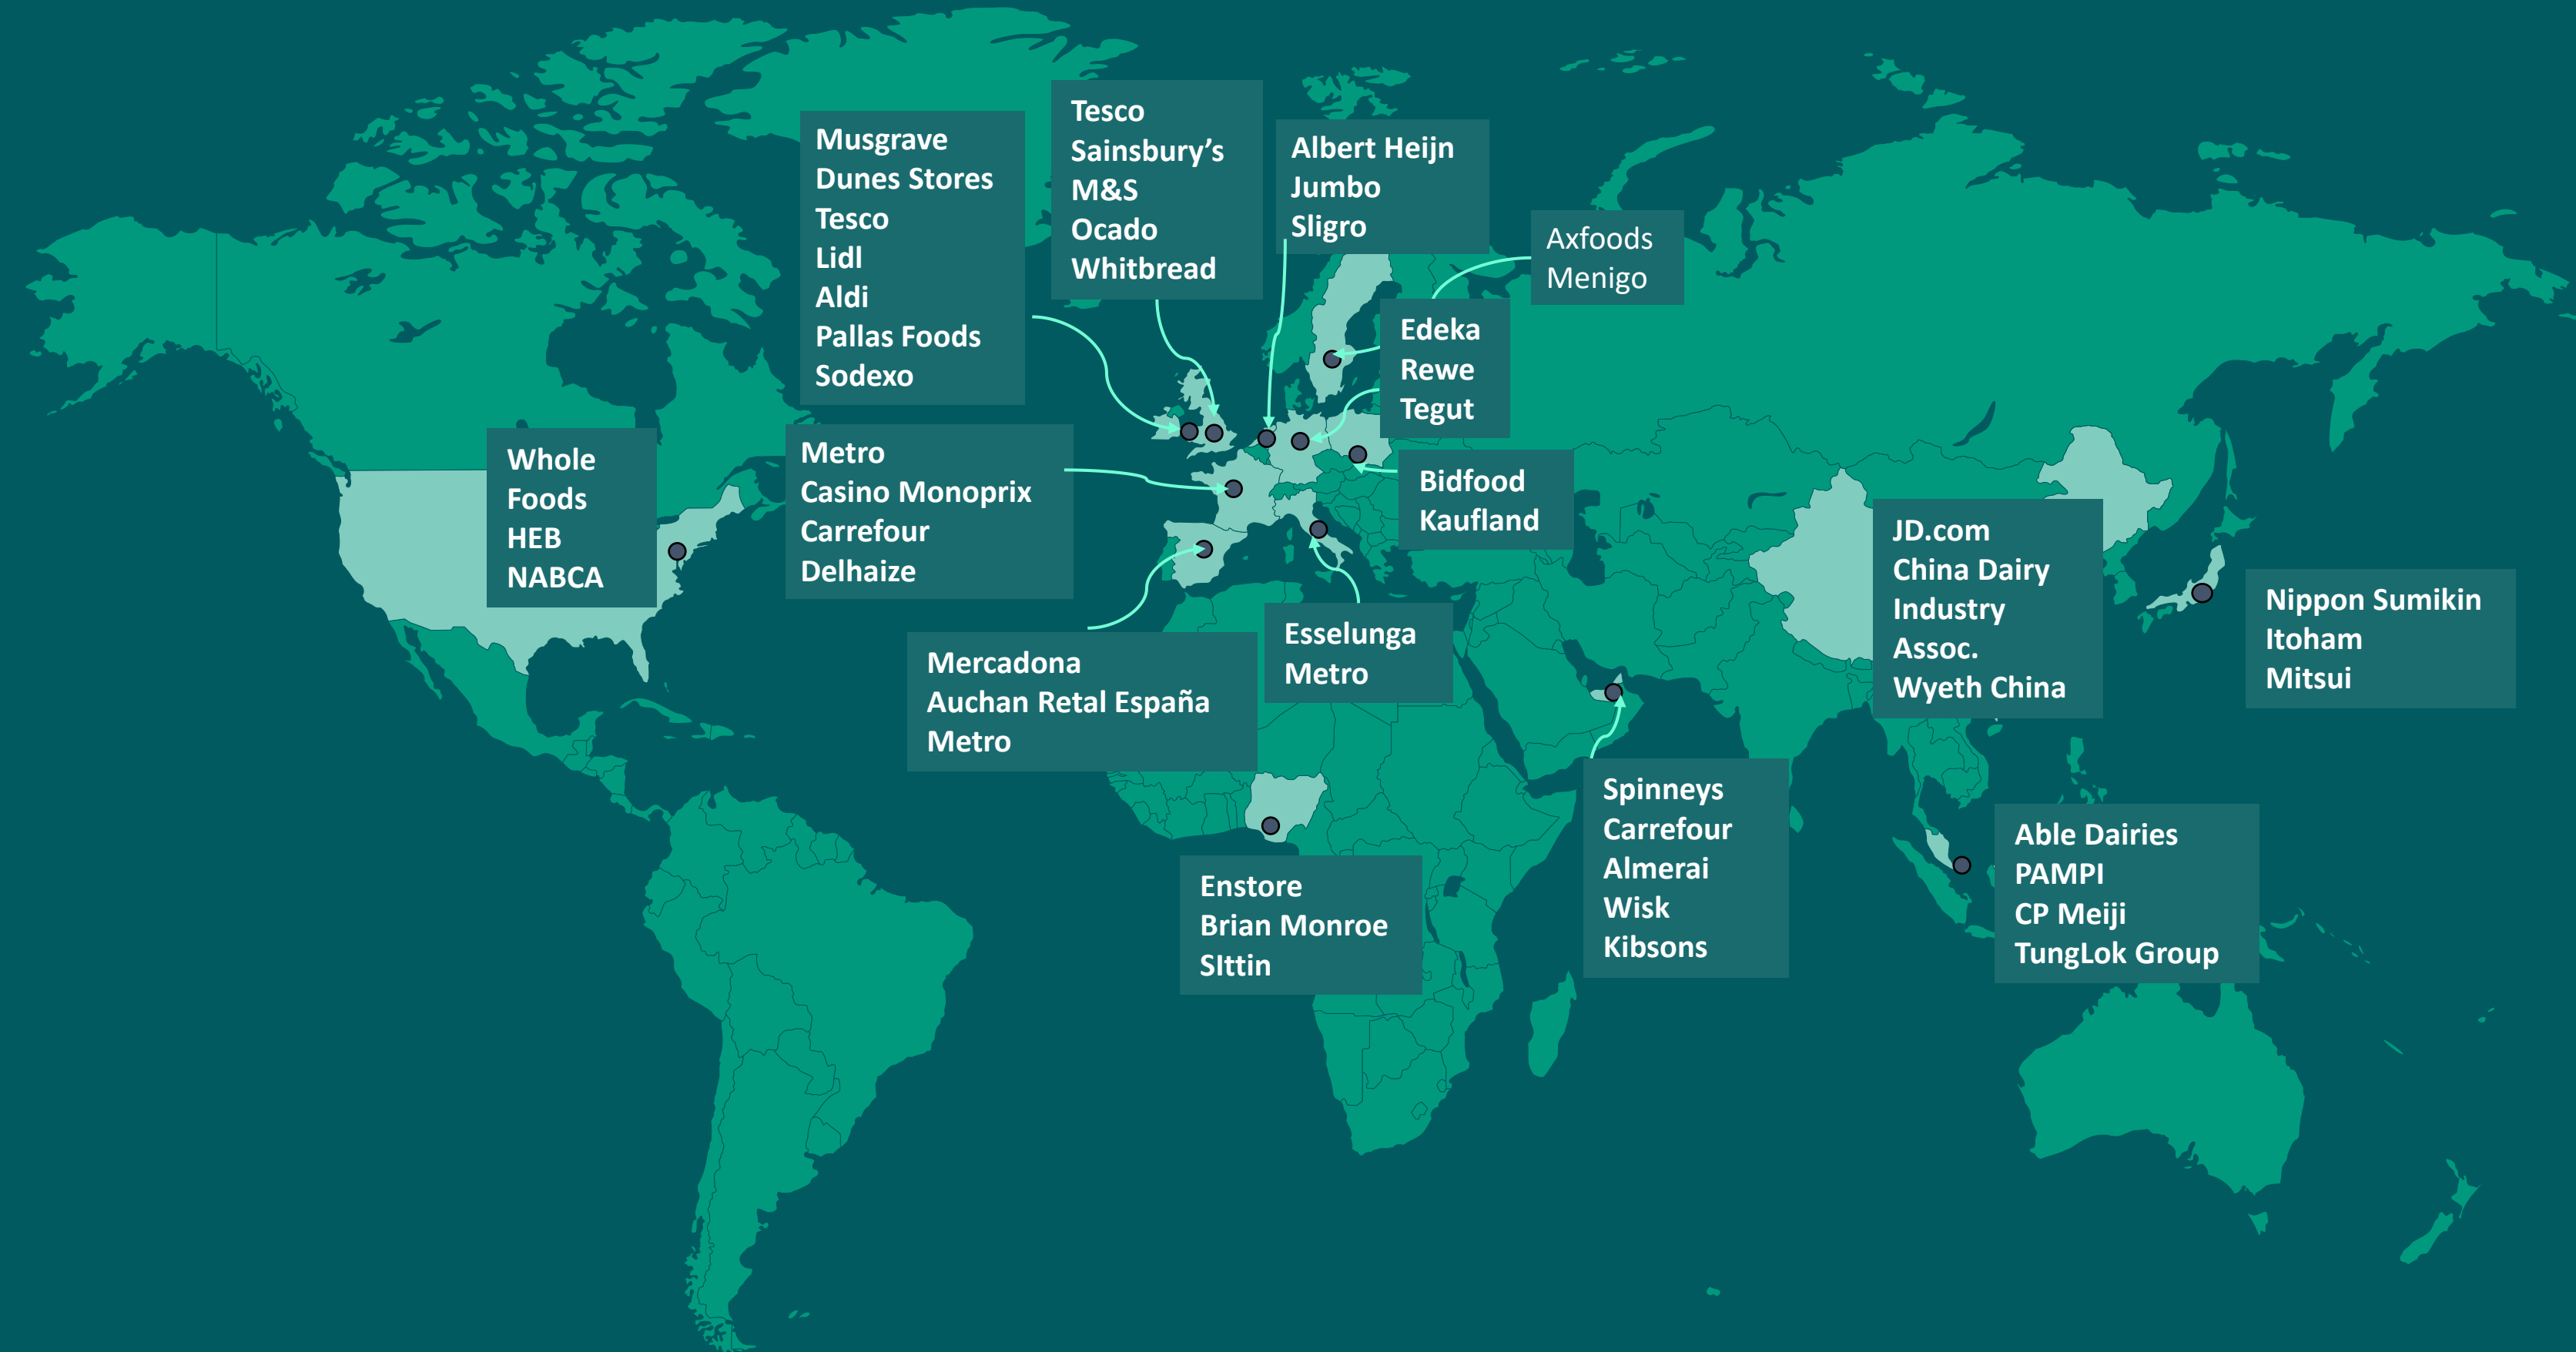 Musgrave
Dunes Stores
Tesco
Lidl
Aldi
Pallas Foods
Sodexo
Tesco
Sainsbury’s
M&S
Ocado
Whitbread
Albert Heijn
Jumbo
Sligro
Axfoods
Menigo
Edeka
Rewe
Tegut
Whole
Foods
HEB
NABCA
Metro
Casino Monoprix
Carrefour
Delhaize
Bidfood
Kaufland
JD.com
China Dairy
Industry
Assoc.
Wyeth China
Nippon Sumikin
Itoham
Mitsui
Mercadona
Auchan Retal España
Metro
Esselunga
Metro
Spinneys
Carrefour
Almerai
Wisk
Kibsons
Able Dairies
PAMPI
CP Meiji
TungLok Group
Enstore
Brian Monroe
SIttin